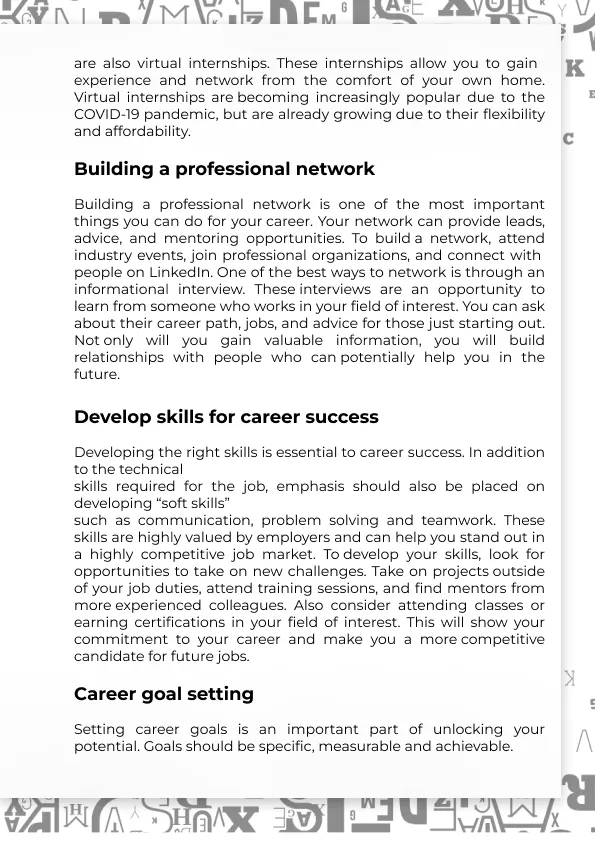 are also virtual internships. These internships allow you to gain
experience and network from the comfort of your own home.
Virtual internships are becoming increasingly popular due to the
COVID-19 pandemic, but are already growing due to their flexibility
and affordability.
Building a professional network
Building a professional network is one of the most important
things you can do for your career. Your network can provide leads,
advice, and mentoring opportunities. To build a network, attend
industry events, join professional organizations, and connect with
people on LinkedIn. One of the best ways to network is through an
informational interview. These interviews are an opportunity to
learn from someone who works in your field of interest. You can ask
about their career path, jobs, and advice for those just starting out.
Not only will you gain valuable information, you will build
relationships with people who can potentially help you in the
future.
Develop skills for career success
Developing the right skills is essential to career success. In addition
to the technical
skills required for the job, emphasis should also be placed on
developing “soft skills”
such as communication, problem solving and teamwork. These
skills are highly valued by employers and can help you stand out in
a highly competitive job market. To develop your skills, look for
opportunities to take on new challenges. Take on projects outside
of your job duties, attend training sessions, and find mentors from
more experienced colleagues. Also consider attending classes or
earning certifications in your field of interest. This will show your
commitment to your career and make you a more competitive
candidate for future jobs.
Career goal setting
Setting career goals is an important part of unlocking your
potential. Goals should be specific, measurable and achievable.